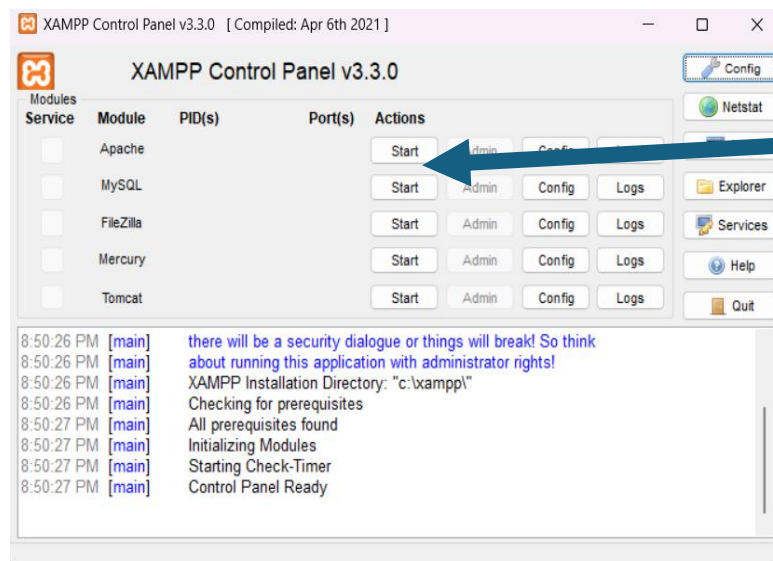 XAMPP Control Panel v3.3.0 [ Compiled: Apr 6th 2021 ]
XAMPP Control Panel v3.3.0
Config
Modules
Service Module PID(s) Port(s) Actions
Netstat
Apache Start Admin Config
MySQL Start Admin Config Logs
Explorer
FileZilla Start Admin Config Logs
Services
Mercury Start Admin Config Logs
Help
Tomcat Start Admin Config Logs
Quit
8:50:26 PM [main] there will be a security dialogue or things will break! So think
8:50:26 PM [main] about running this application with administrator rights!
8:50:26 PM [main] XAMPP Installation Directory: "c:\xampp\"
8:50:26 PM [main] Checking for prerequisites
8:50:27 PM [main] All prerequisites found
8:50:27 PM [main] Initializing Modules
8:50:27 PM [main] Starting Check-Timer
8:50:27 PM [main] Control Panel Ready